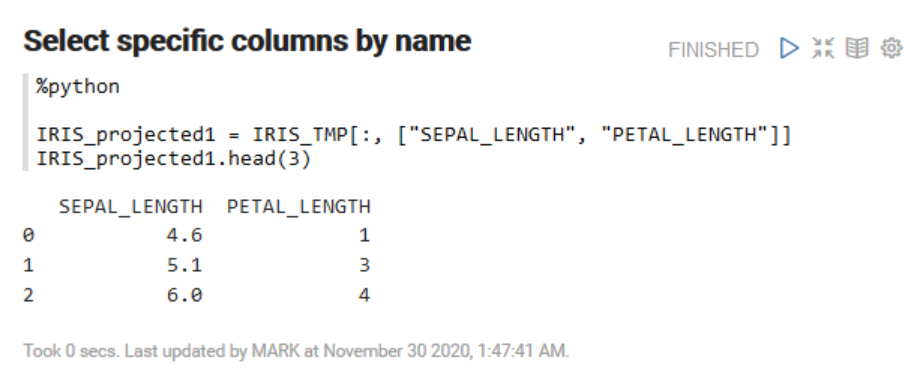 Select specific columns by name
FINISHED
%python
IRIS_projected1 = IRIS_TMP[:, ["SEPAL_LENGTH", "PETAL_LENGTH"]]
IRIS_projected1.head(3)
SEPAL_LENGTH PETAL_LENGTH
0 4.6 1
1 5.1 3
2 6.0 4
Took 0 secs. Last updated by MARK at November 30 2020, 1:47:41 AM.